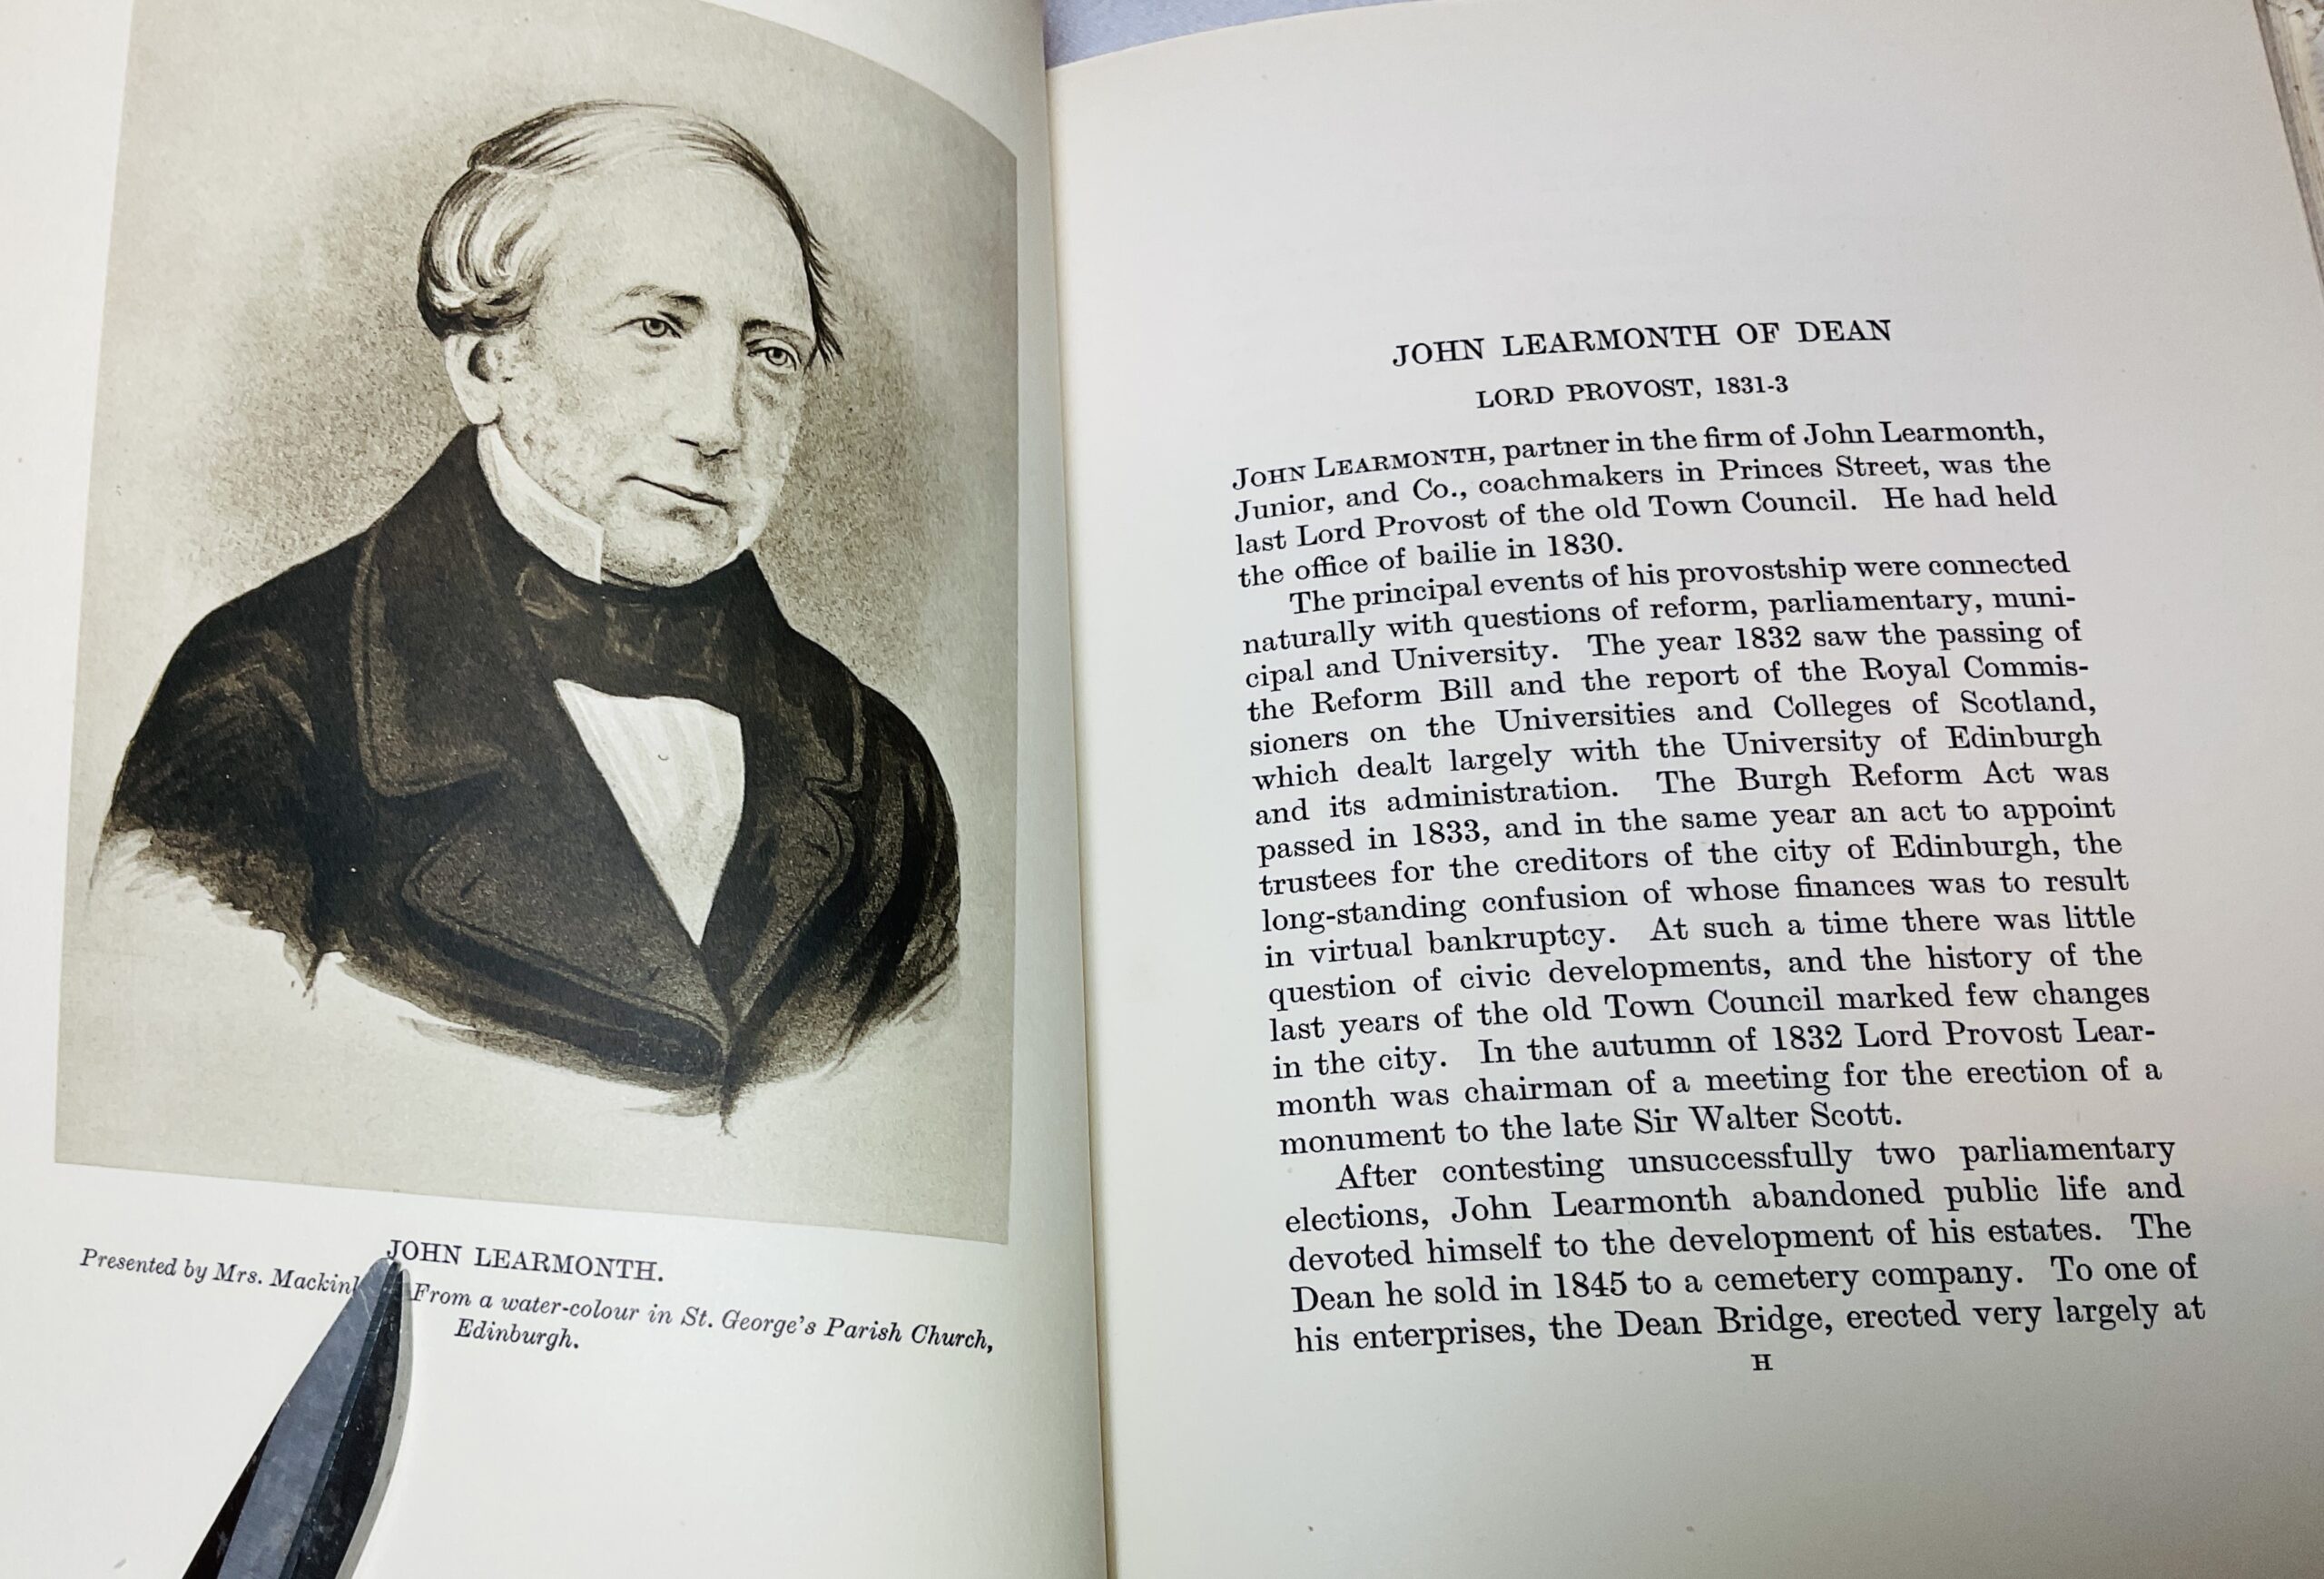 JOHN LEARMONTH.
Presented by Mrs. From a water-colour in St. George's Parish Church,
Edinburgh.
JOHN LEARMONTH OF DEAN
LORD PROVOST, 1831-3
JOHN LEARMONTH, partner in the firm of John Learmonth,
Junior, and Co., coachmakers in Princes Street, was the
last Lord Provost of the old Town Council. He had held
the office of bailie in 1830.
The principal events of his provostship were connected
naturally with questions of reform, parliamentary, muni-
cipal and University. The year 1832 saw the passing of
the Reform Bill and the report of the Royal Commis-
sioners on the Universities and Colleges of Scotland,
which dealt largely with the University of Edinburgh
and its administration. The Burgh Reform Act was
passed in 1833, and in the same year an act to appoint
trustees for the creditors of the city of Edinburgh, the
long-standing confusion of whose finances was to result
in virtual bankruptcy. At such a time there was little
question of civic developments, and the history of the
last years of the old Town Council marked few changes
in the city. In the autumn of 1832 Lord Provost Lear-
month was chairman of a meeting for the erection of a
monument to the late Sir Walter Scott.
After contesting unsuccessfully two parliamentary
elections, John Learmonth abandoned public life and
devoted himself to the development of his estates. The
Dean he sold in 1845 to a cemetery company. To one of
his enterprises, the Dean Bridge, erected very largely at
H